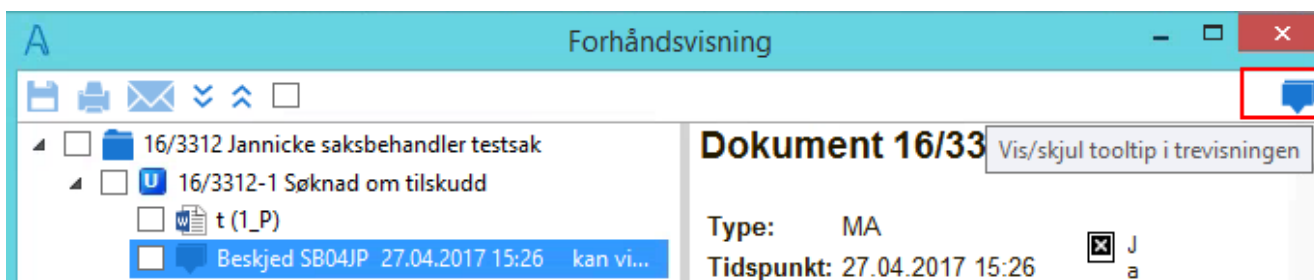 Forhåndsvisning
16/3312 Jannicke saksbehandler testsak
16/3312-1 Søknad om tilskudd
t (1_P)
Beskjed SB04JP 27.04.2017 15:26 kan vi...
Dokument 16/33
Vis/skjul tooltip i trevisningen
Type: MA
Tidspunkt: 27.04.2017 15:26
J
a